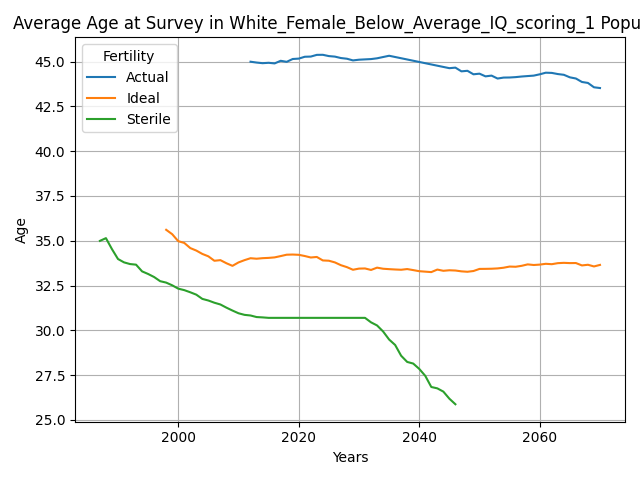 Average Age at Survey in White_Female_Below_Average_IQ_scoring_1 Popu
Fertility
Actual
Ideal
Sterile
45.0
42.5
40.0
37.5
35.0
32.5
30.0
27.5
25.0
Age
2000 2020 2040 2060
Years